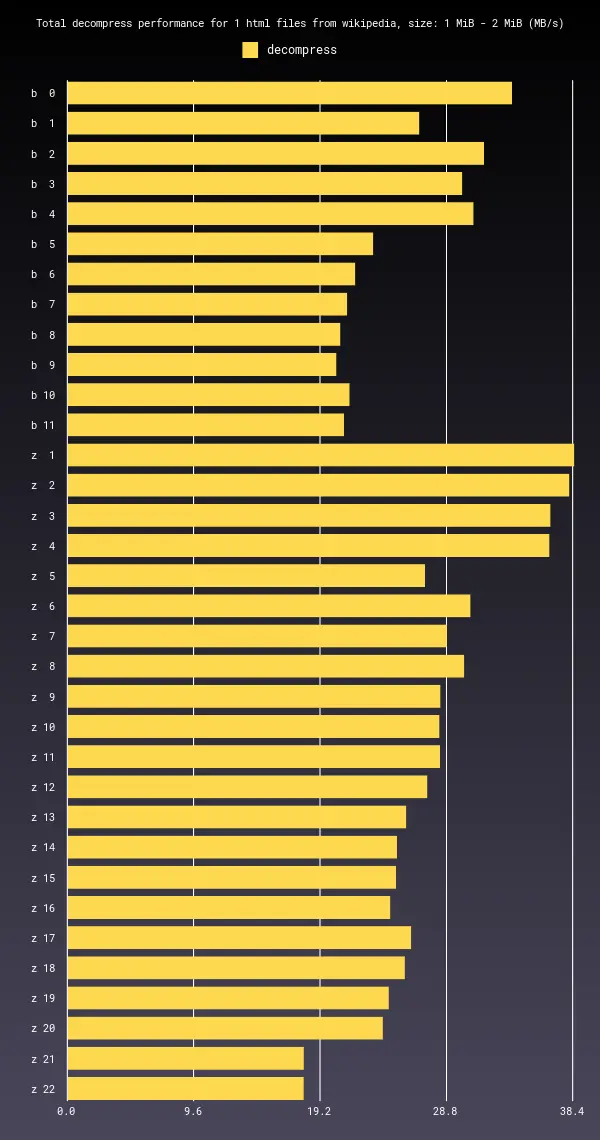 Total decompress performance for 1 html files from wikipedia, size: 1 MiB - 2 MiB (MB/s)
decompress
b 0
b 1
b 2
b 3
b 4
b 5
b 6
b 7
b 8
b 9
b 10
b 11
z 1
z 2
z 3
z 4
z 5
z 6
z 7
z 8
z 9
z 10
z 11
z 12
z 13
z 14
z 15
z 16
z 17
z 18
z 19
z 20
z 21
z 22
0.0 9.6 19.2 28.8 38.4